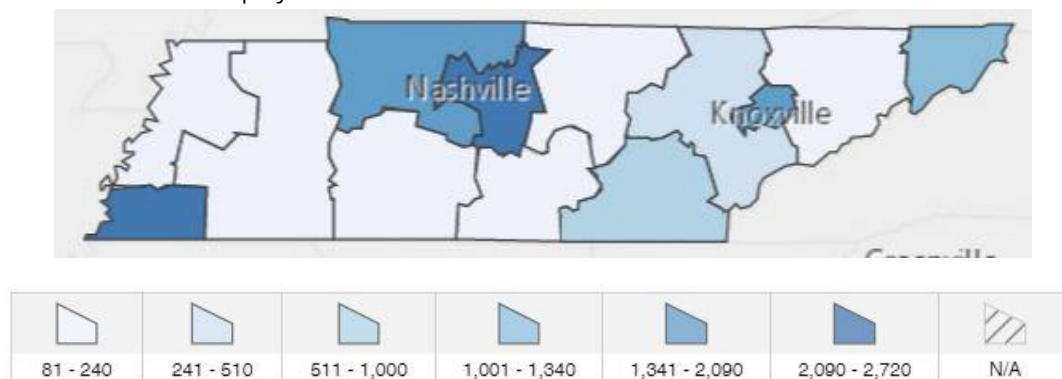 Nashville
Knoxville
81 - 240
241 - 510
511 - 1,000
1,001 - 1,340
1,341 - 2,090
2,090 - 2,720
N/A